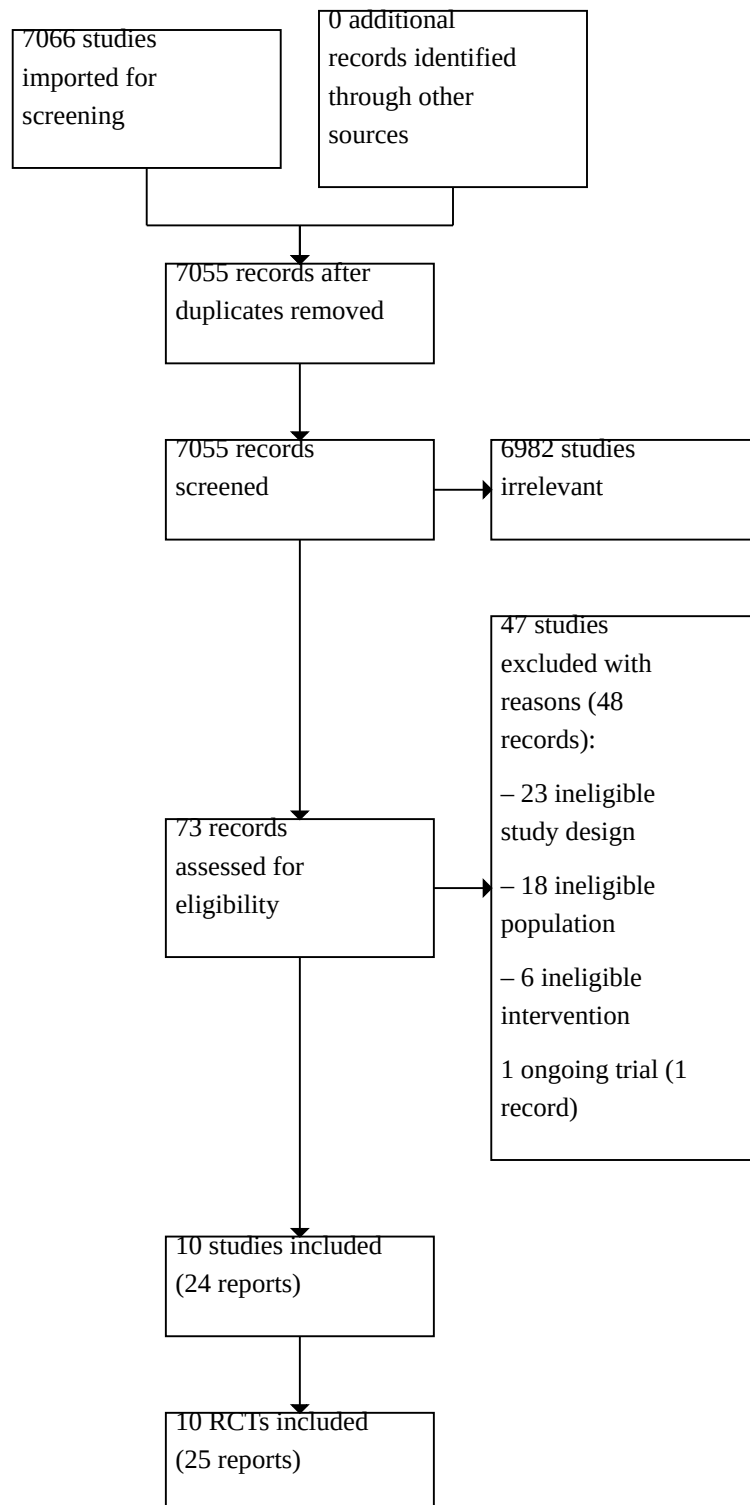 7066 studies
imported for
screening
0 additional
records identified
through other
sources
7055 records after
duplicates removed
7055 records
screened
6982 studies
irrelevant
47 studies
excluded with
reasons (48
records):
– 23 ineligible
study design
– 18 ineligible
population
– 6 ineligible
intervention
1 ongoing trial (1
record)
73 records
assessed for
eligibility
10 studies included
(24 reports)
10 RCTs included
(25 reports)